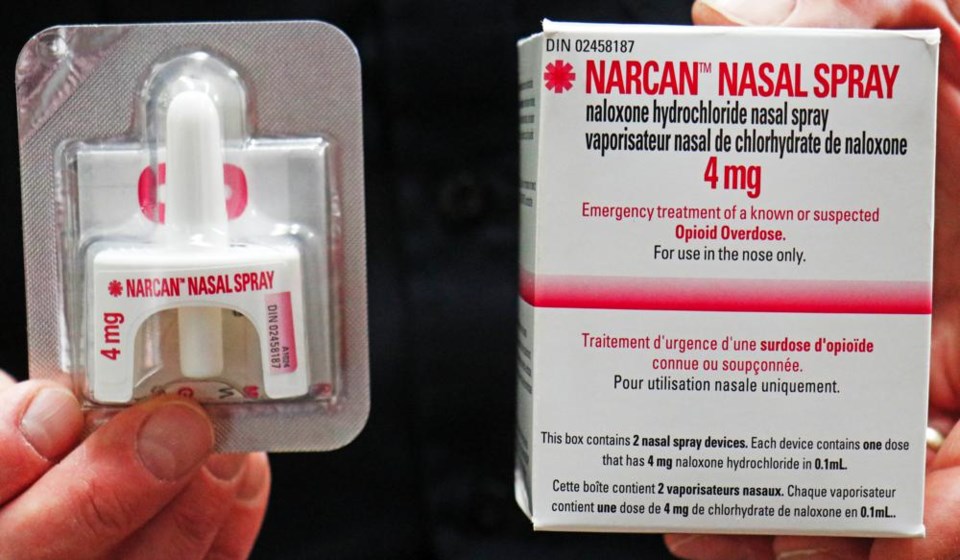 NARCAN™ NASAL SPRAY
4 mg
DIN 02458187
A1024
DIN 02458187
NARCAN™ NASAL SPRAY
naloxone hydrochloride nasal spray
vaporisateur nasal de chlorhydrate de naloxone
4 mg
Emergency treatment of a known or suspected
Opioid Overdose.
For use in the nose only.
Traitement d'urgence d'une surdose d'opioïde
connue ou soupçonnée.
Pour utilisation nasale uniquement.
This box contains 2 nasal spray devices. Each device contains one dose
that has 4 mg naloxone hydrochloride in 0.1mL.
Cette boîte contient 2 vaporisateurs nasaux. Chaque vaporisateur
contient une dose de 4 mg de chlorhydrate de naloxone en 0.1mL.